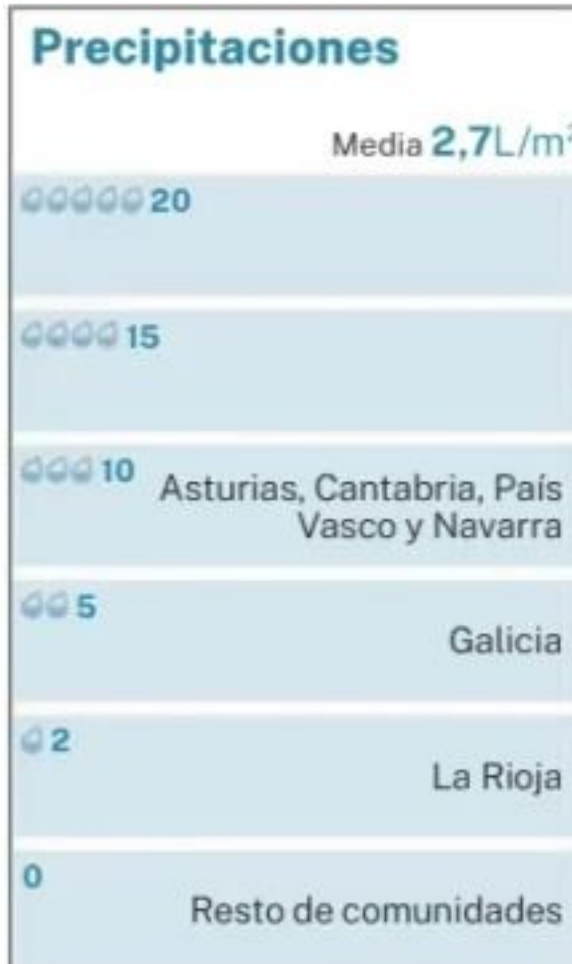 Precipitaciones
Media 2,7L/m²
20
15
10
Asturias, Cantabria, País
Vasco y Navarra
5
Galicia
2
La Rioja
0
Resto de comunidades